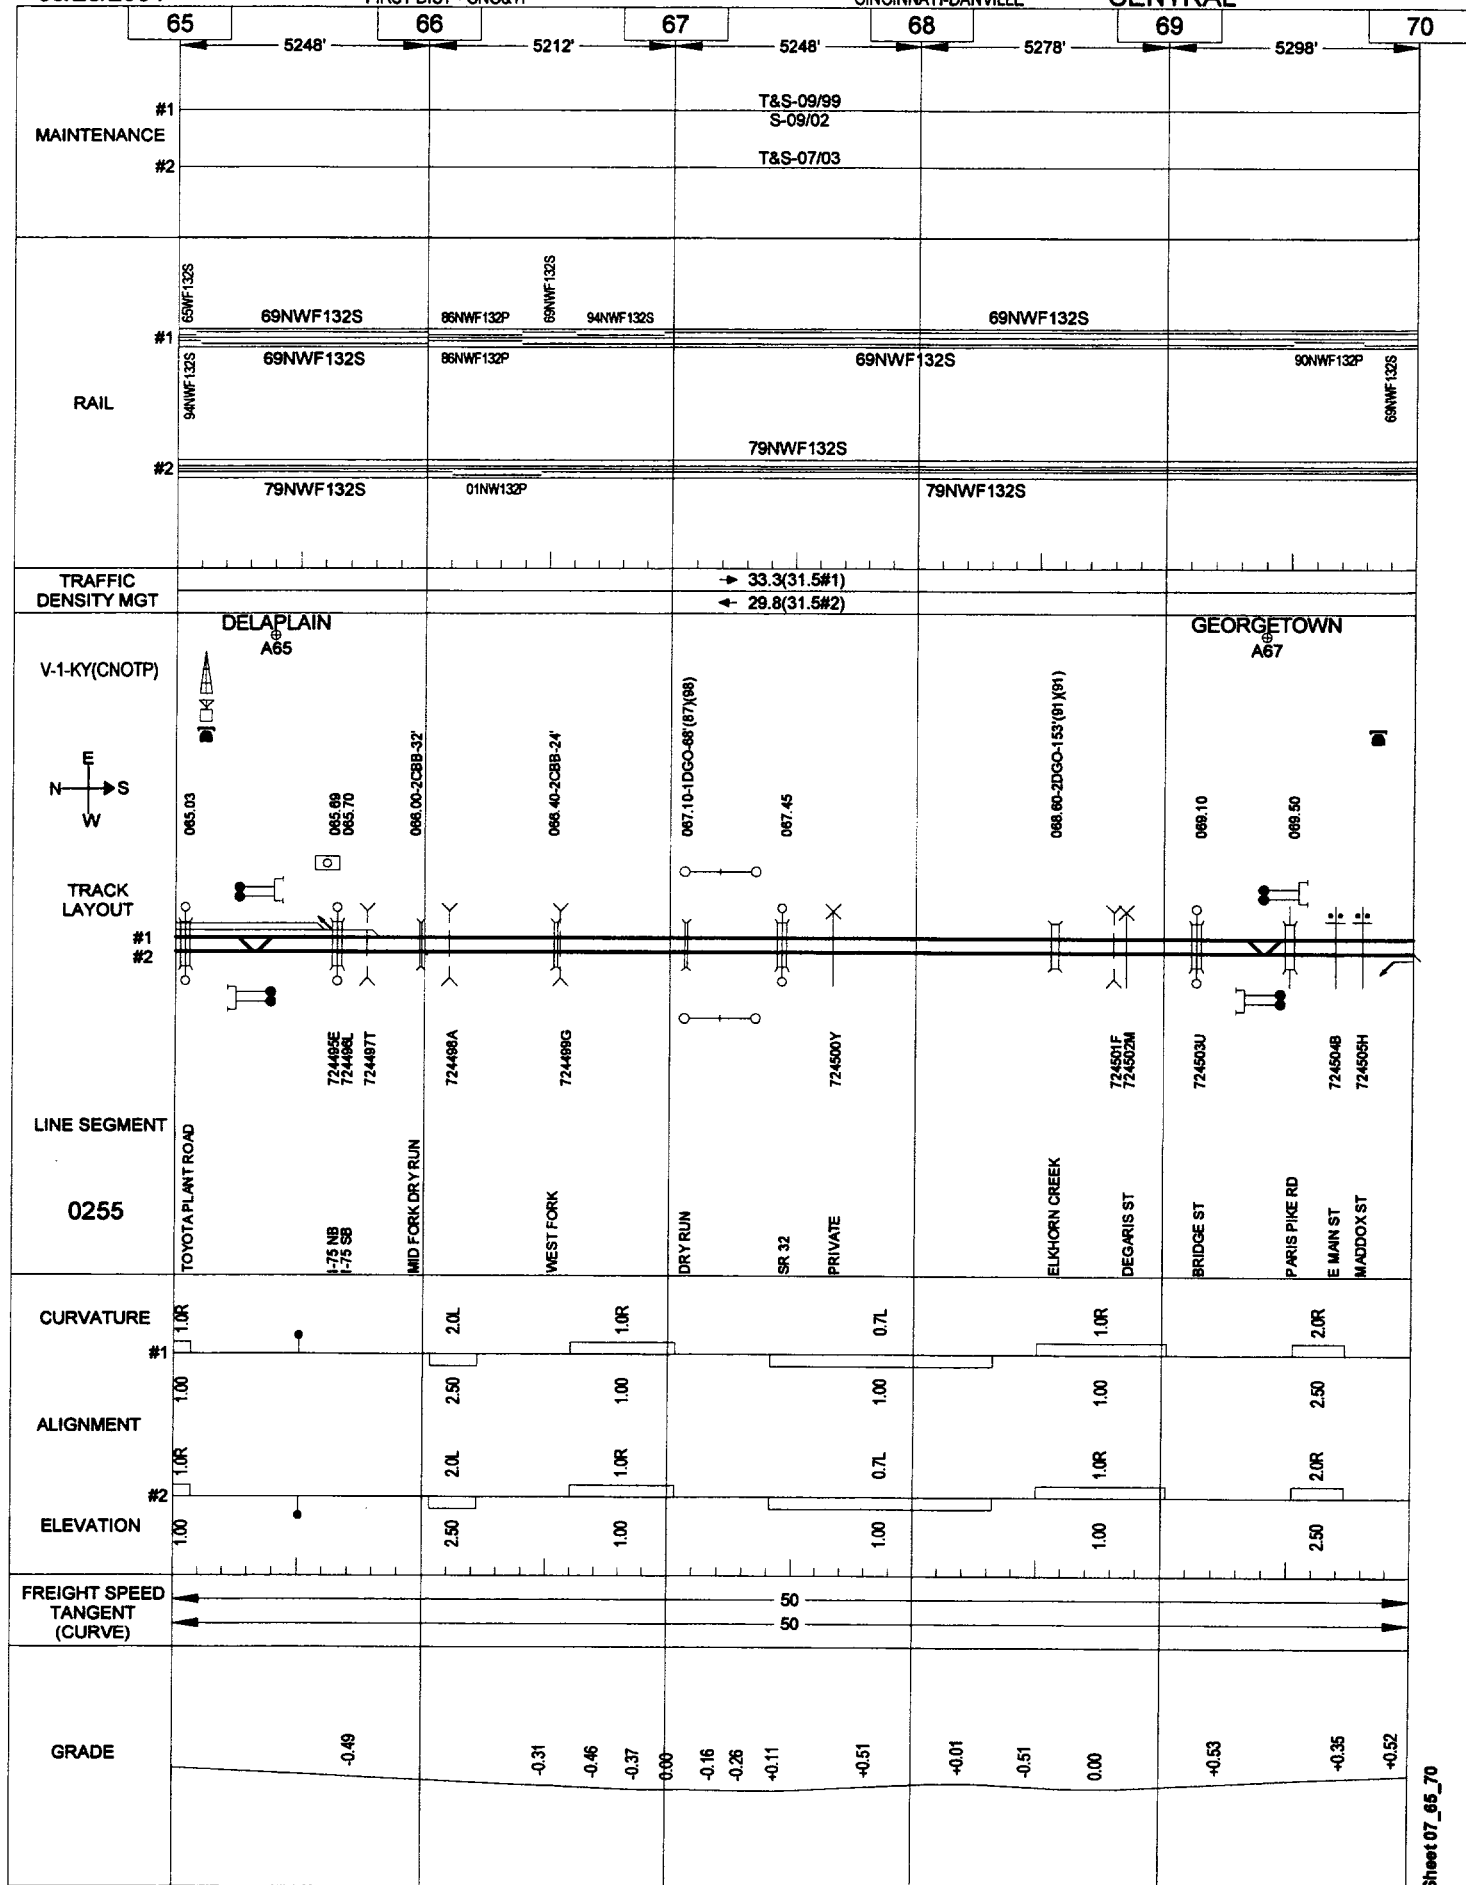 65 66 67 68 69 70
5248' 5212' 5248' 5278' 5298'
MAINTENANCE
#1
T&S-09/99
S-09/02
#2
T&S-07/03
RAIL
65WF132S
69NWF132S
86NWF132P
69NWF132S
94NWF132S
69NWF132S
#1
94NWF132S
69NWF132S
86NWF132P
69NWF132S
90NWF132P
69NWF132S
79NWF132S
#2
79NWF132S
01NW132P
79NWF132S
TRAFFIC
DENSITY MGT
33.3(31.5#1)
29.8(31.5#2)
DELAPLAIN
A65
GEORGETOWN
A67
V-1-KY(CNOTP)
E
N S
W
065.03
065.69
065.70
066.00-2CBB-32'
066.40-2CBB-24'
067.10-1DGO-68'(87)(98)
067.45
068.60-2DGO-153'(91)(91)
069.10
069.50
TRACK
LAYOUT
#1
#2
724495E
724496L
724497T
724498A
724499G
724500Y
724501F
724502M
724503U
724504B
724505H
LINE SEGMENT
0255
TOYOTA PLANT ROAD
I-75 NB
I-75 SB
MID FORK DRY RUN
WEST FORK
DRY RUN
SR 32
PRIVATE
ELKHORN CREEK
DEGARIS ST
BRIDGE ST
PARIS PIKE RD
E MAIN ST
MADDOX ST
CURVATURE
#1
1.0R 2.0L 1.0R 0.7L 1.0R 2.0R
1.00 2.50 1.00 1.00 1.00 2.50
ALIGNMENT
#2
1.0R 2.0L 1.0R 0.7L 1.0R 2.0R
ELEVATION
1.00 2.50 1.00 1.00 1.00 2.50
FREIGHT SPEED
TANGENT
(CURVE)
50
50
GRADE
-0.49 -0.31 -0.46 -0.37 0.00 -0.16 -0.26 +0.11 +0.51 +0.01 -0.51 0.00 +0.53 +0.35 +0.52
Sheet 07_65_70